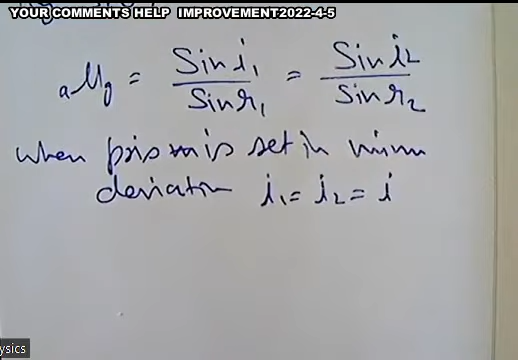 YOUR COMMENTS HELP IMPROVEMENT2022-4-5
aμg = Sin i1 / Sin r1 = Sin i2 / Sin r2
when prism is set in minm
deviation i1 = i2 = i
ysics